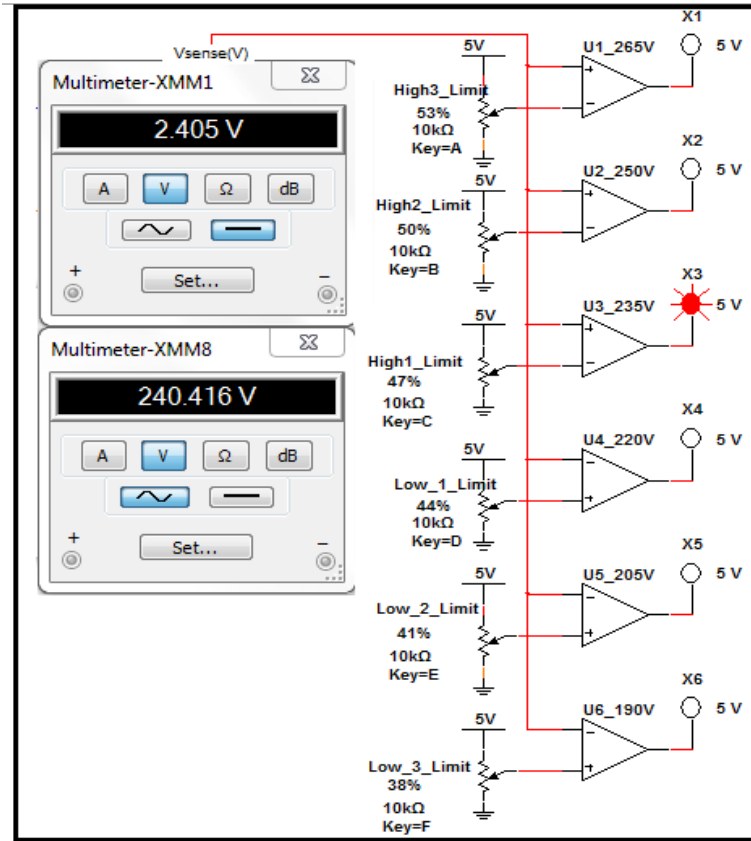 Vsense(V)
Multimeter-XMM1
2.405 V
A V Ω dB
+ −
Set...
Multimeter-XMM8
240.416 V
A V Ω dB
+ −
Set...
5V
High3_Limit
53%
10kΩ
Key=A
U1_265V
+
−
X1
5 V
5V
High2_Limit
50%
10kΩ
Key=B
U2_250V
+
−
X2
5 V
5V
High1_Limit
47%
10kΩ
Key=C
U3_235V
+
−
X3
5 V
5V
Low_1_Limit
44%
10kΩ
Key=D
U4_220V
−
+
X4
5 V
5V
Low_2_Limit
41%
10kΩ
Key=E
U5_205V
−
+
X5
5 V
5V
Low_3_Limit
38%
10kΩ
Key=F
U6_190V
−
+
X6
5 V